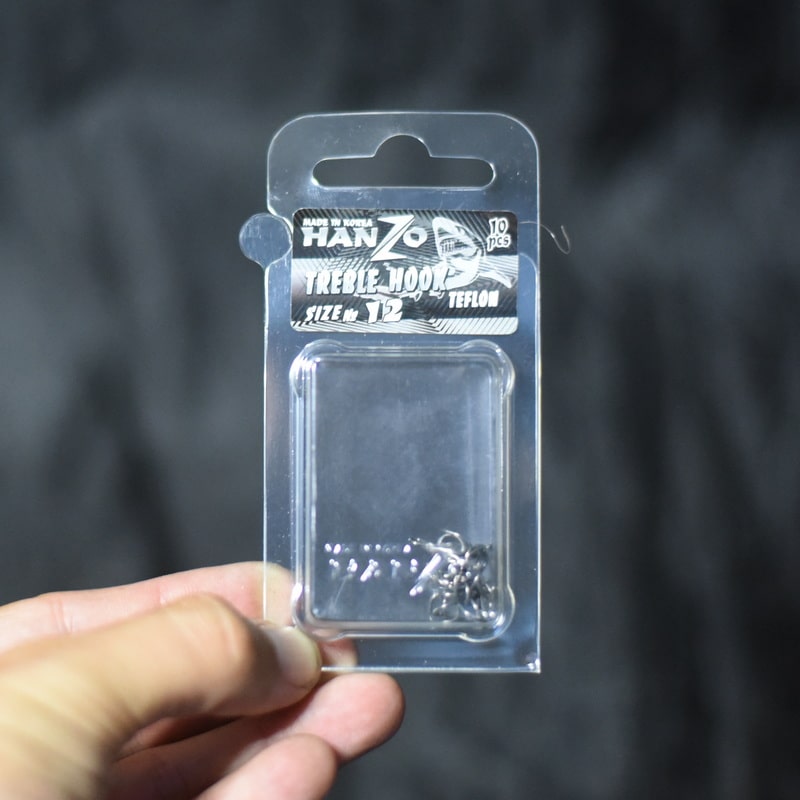 MADE IN KOREA
HANZO
10 pcs
TREBLE HOOK
TEFLON
SIZE № 12